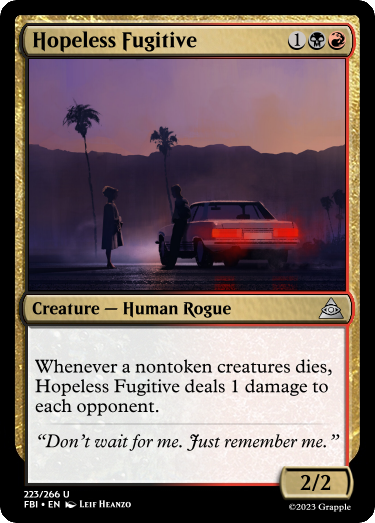 Hopeless Fugitive 1
Creature — Human Rogue
Whenever a nontoken creatures dies,
Hopeless Fugitive deals 1 damage to
each opponent.
“Don't wait for me. Just remember me.”
2/2
223/266 U
FBI • EN Leif Heanzo
©2023 Grapple